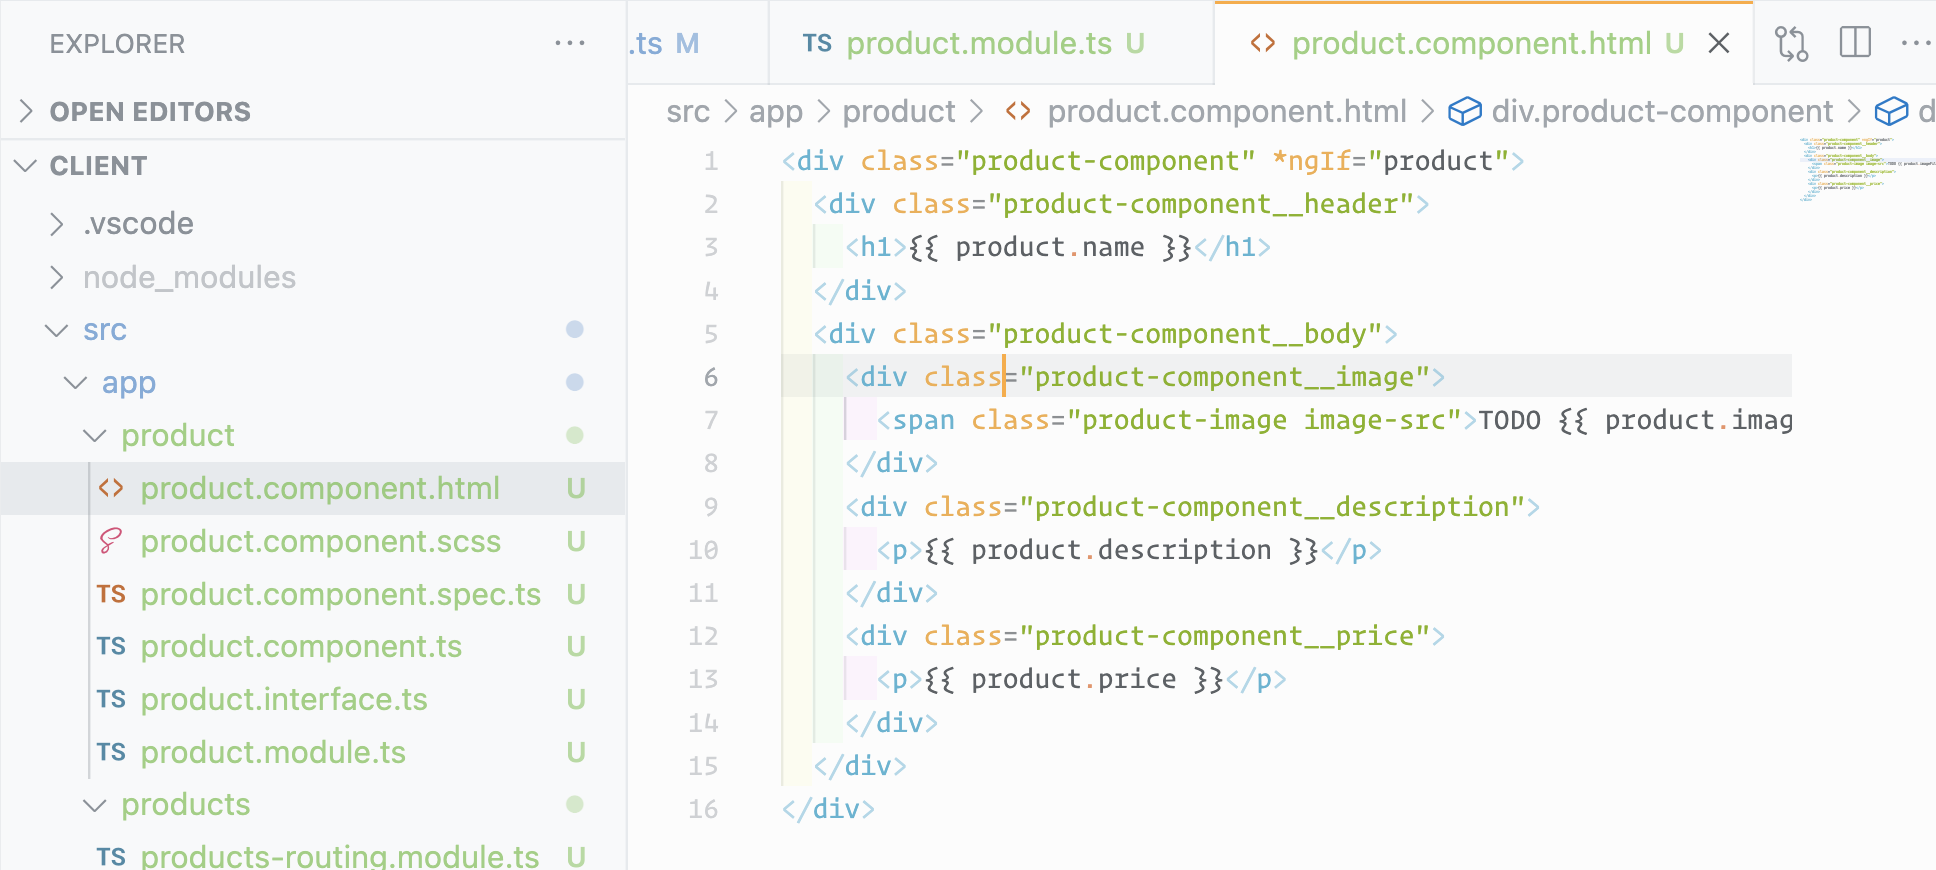 EXPLORER
OPEN EDITORS
CLIENT
.vscode
node_modules
src
app
product
product.component.html U
product.component.scss U
TS product.component.spec.ts U
TS product.component.ts U
TS product.interface.ts U
TS product.module.ts U
products
TS products-routing.module.ts U
.ts M
TS product.module.ts U
product.component.html U
src > app > product > product.component.html > div.product-component > d
1 <div class="product-component" *ngIf="product">
2 <div class="product-component__header">
3 <h1>{{ product.name }}</h1>
4 </div>
5 <div class="product-component__body">
6 <div class="product-component__image">
7 <span class="product-image image-src">TODO {{ product.imag
8 </div>
9 <div class="product-component__description">
10 <p>{{ product.description }}</p>
11 </div>
12 <div class="product-component__price">
13 <p>{{ product.price }}</p>
14 </div>
15 </div>
16 </div>